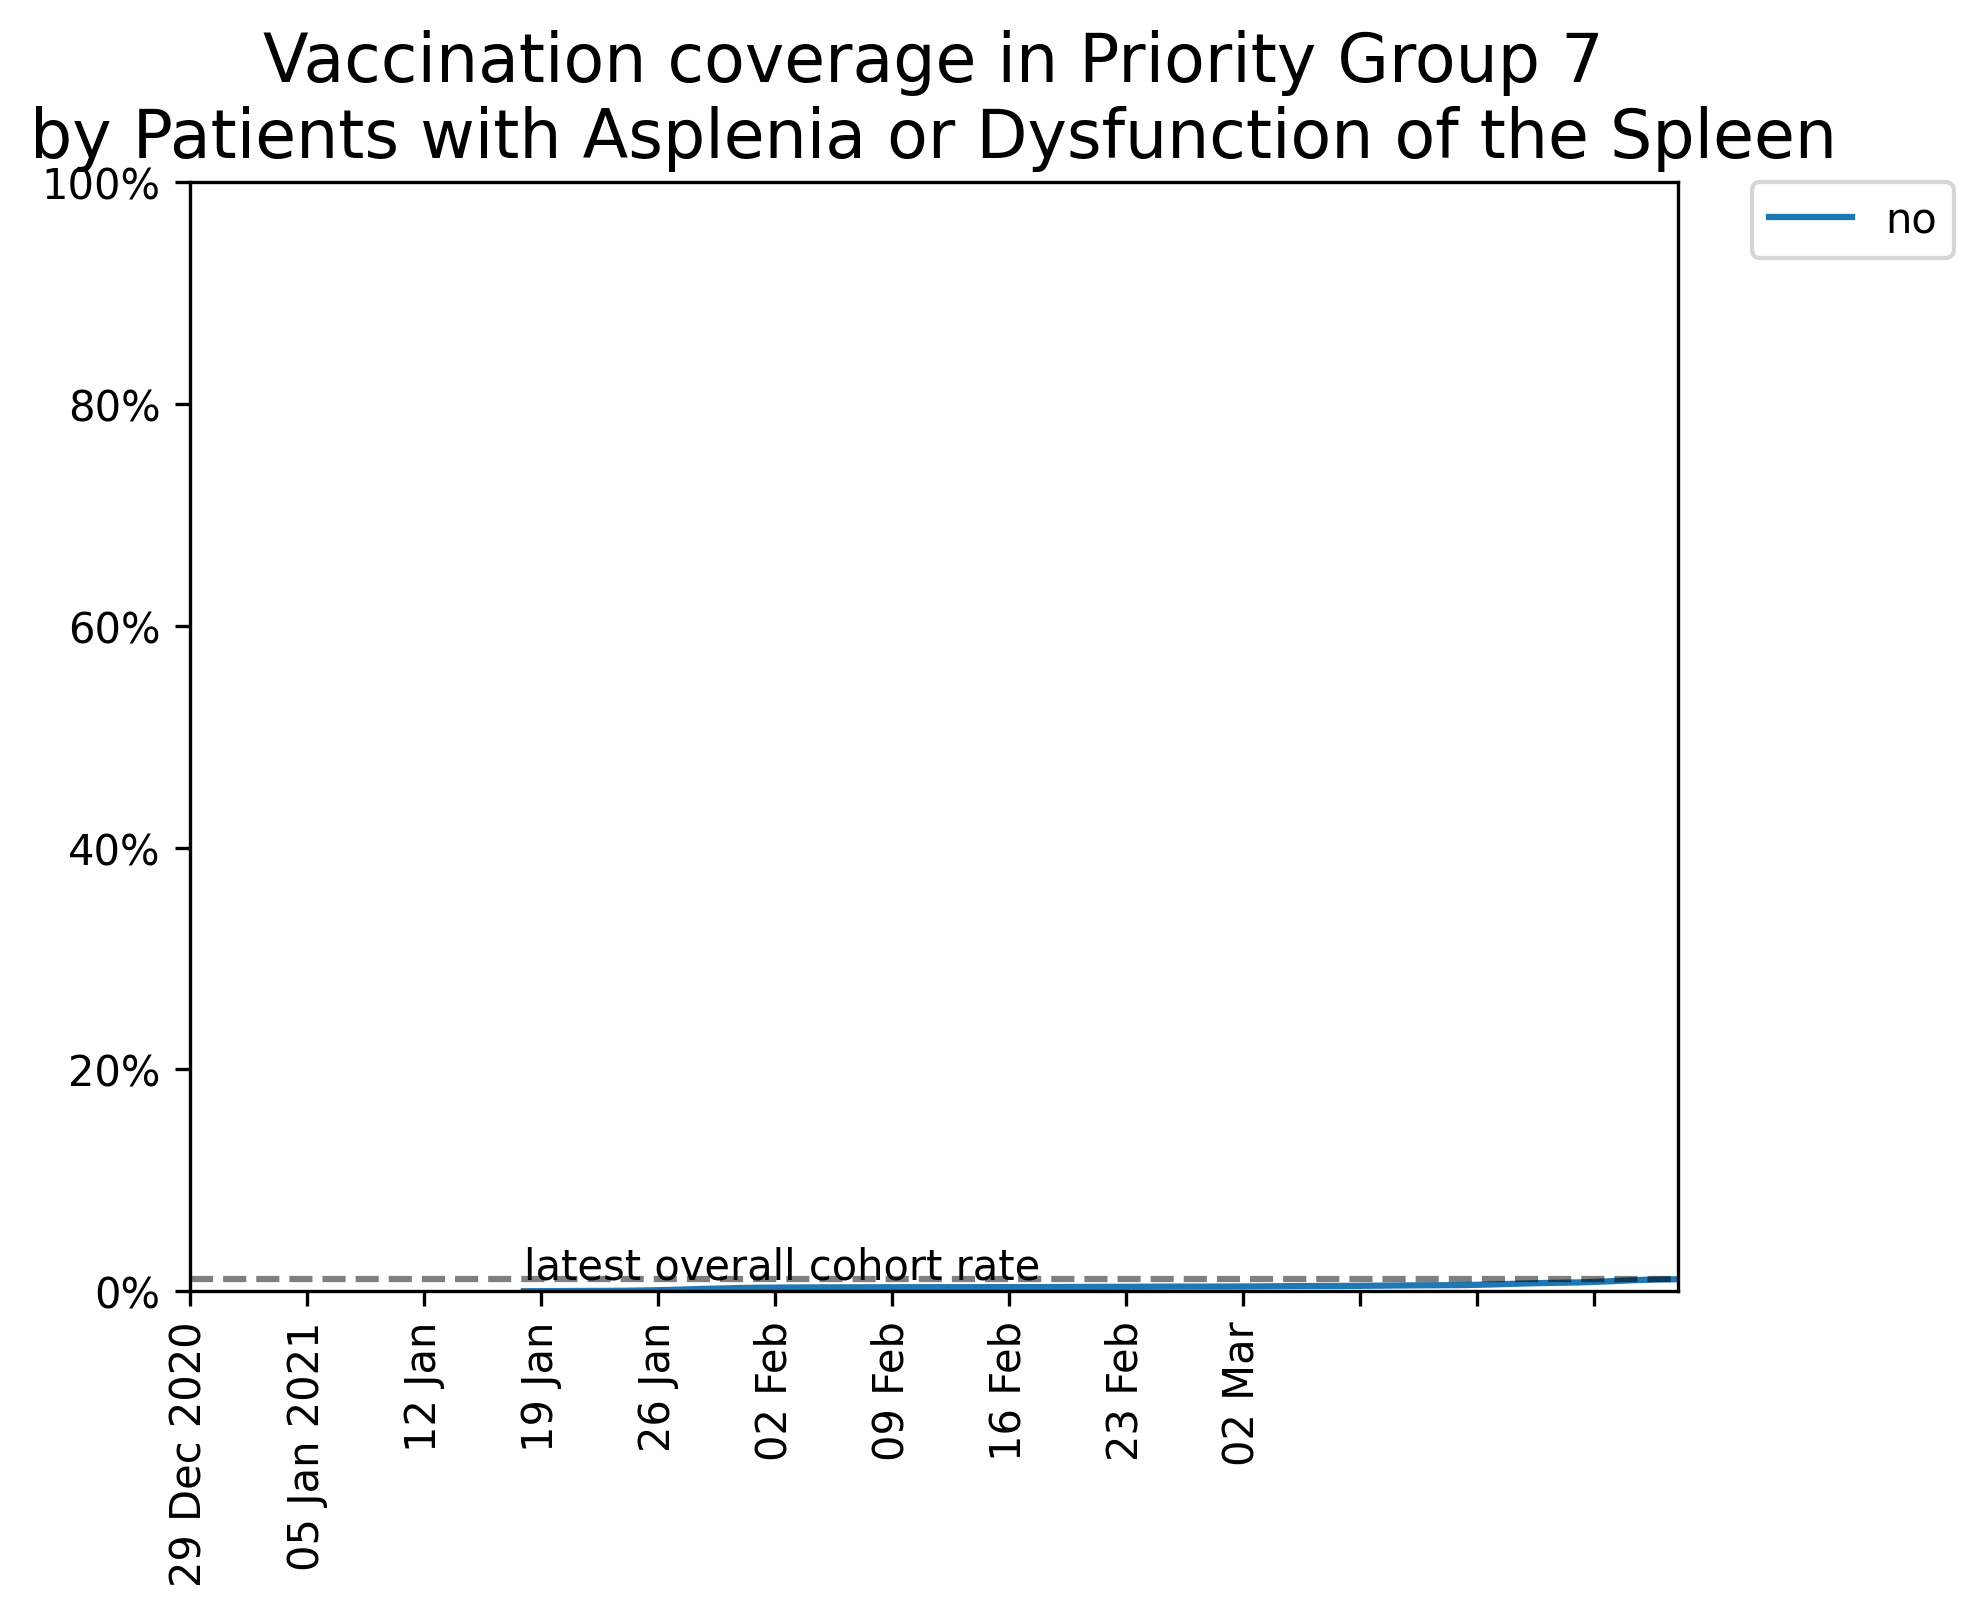 Vaccination coverage in Priority Group 7
by Patients with Asplenia or Dysfunction of the Spleen
100%
no
80%
60%
40%
20%
latest overall cohort rate
0%
29 Dec 2020
05 Jan 2021
12 Jan
19 Jan
26 Jan
02 Feb
09 Feb
16 Feb
23 Feb
02 Mar